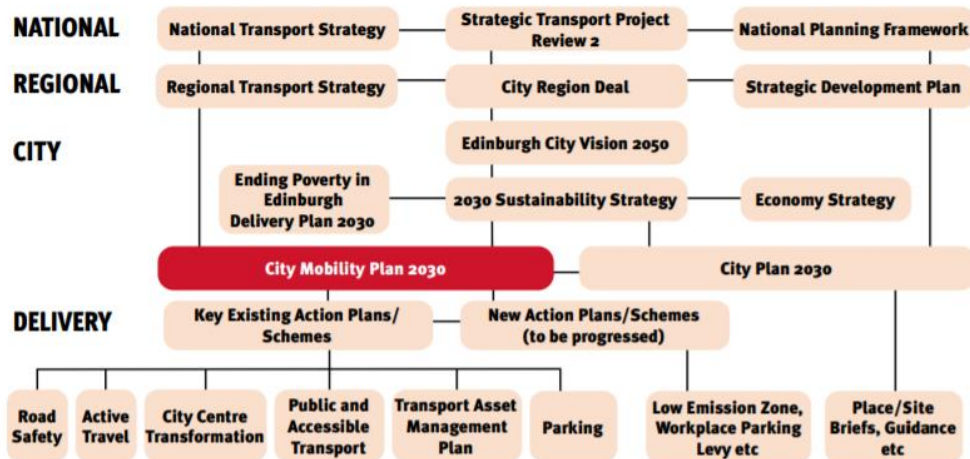 NATIONAL
National Transport Strategy
Strategic Transport Project
Review 2
National Planning Framework
REGIONAL
Regional Transport Strategy
City Region Deal
Strategic Development Plan
CITY
Edinburgh City Vision 2050
Ending Poverty in
Edinburgh
Delivery Plan 2030
2030 Sustainability Strategy
Economy Strategy
City Mobility Plan 2030
City Plan 2030
DELIVERY
Key Existing Action Plans/
Schemes
New Action Plans/Schemes
(to be progressed)
Road
Safety
Active
Travel
City Centre
Transformation
Public and
Accessible
Transport
Transport Asset
Management
Plan
Parking
Low Emission Zone,
Workplace Parking
Levy etc
Place/Site
Briefs, Guidance
etc